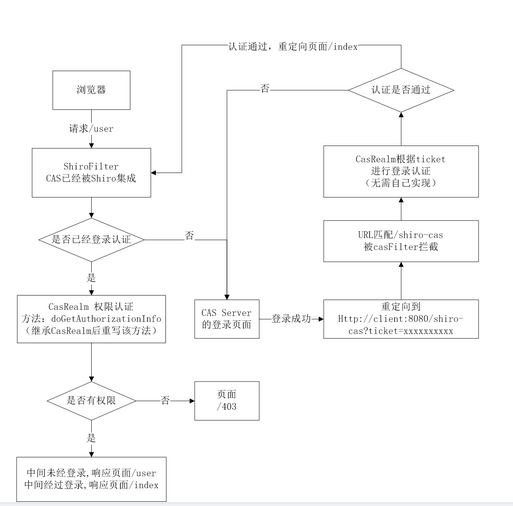 认证通过，重定向页面/index
浏览器
否
认证是否通过
请求/user
ShiroFilter
CAS已经被Shiro集成
CasRealm根据ticket
进行登录认证
（无需自己实现）
是否已经登录认证
否
URL匹配/shiro-cas
被casFilter拦截
是
CasRealm 权限认证
方法：doGetAuthorizationInfo
（继承CasRealm后重写该方法）
CAS Server
的登录页面
登录成功
重定向到
Http://client:8080/shiro-
cas?ticket=xxxxxxxxxx
是否有权限
否
页面
/403
是
中间未经登录,响应页面/user
中间经过登录,响应页面/index